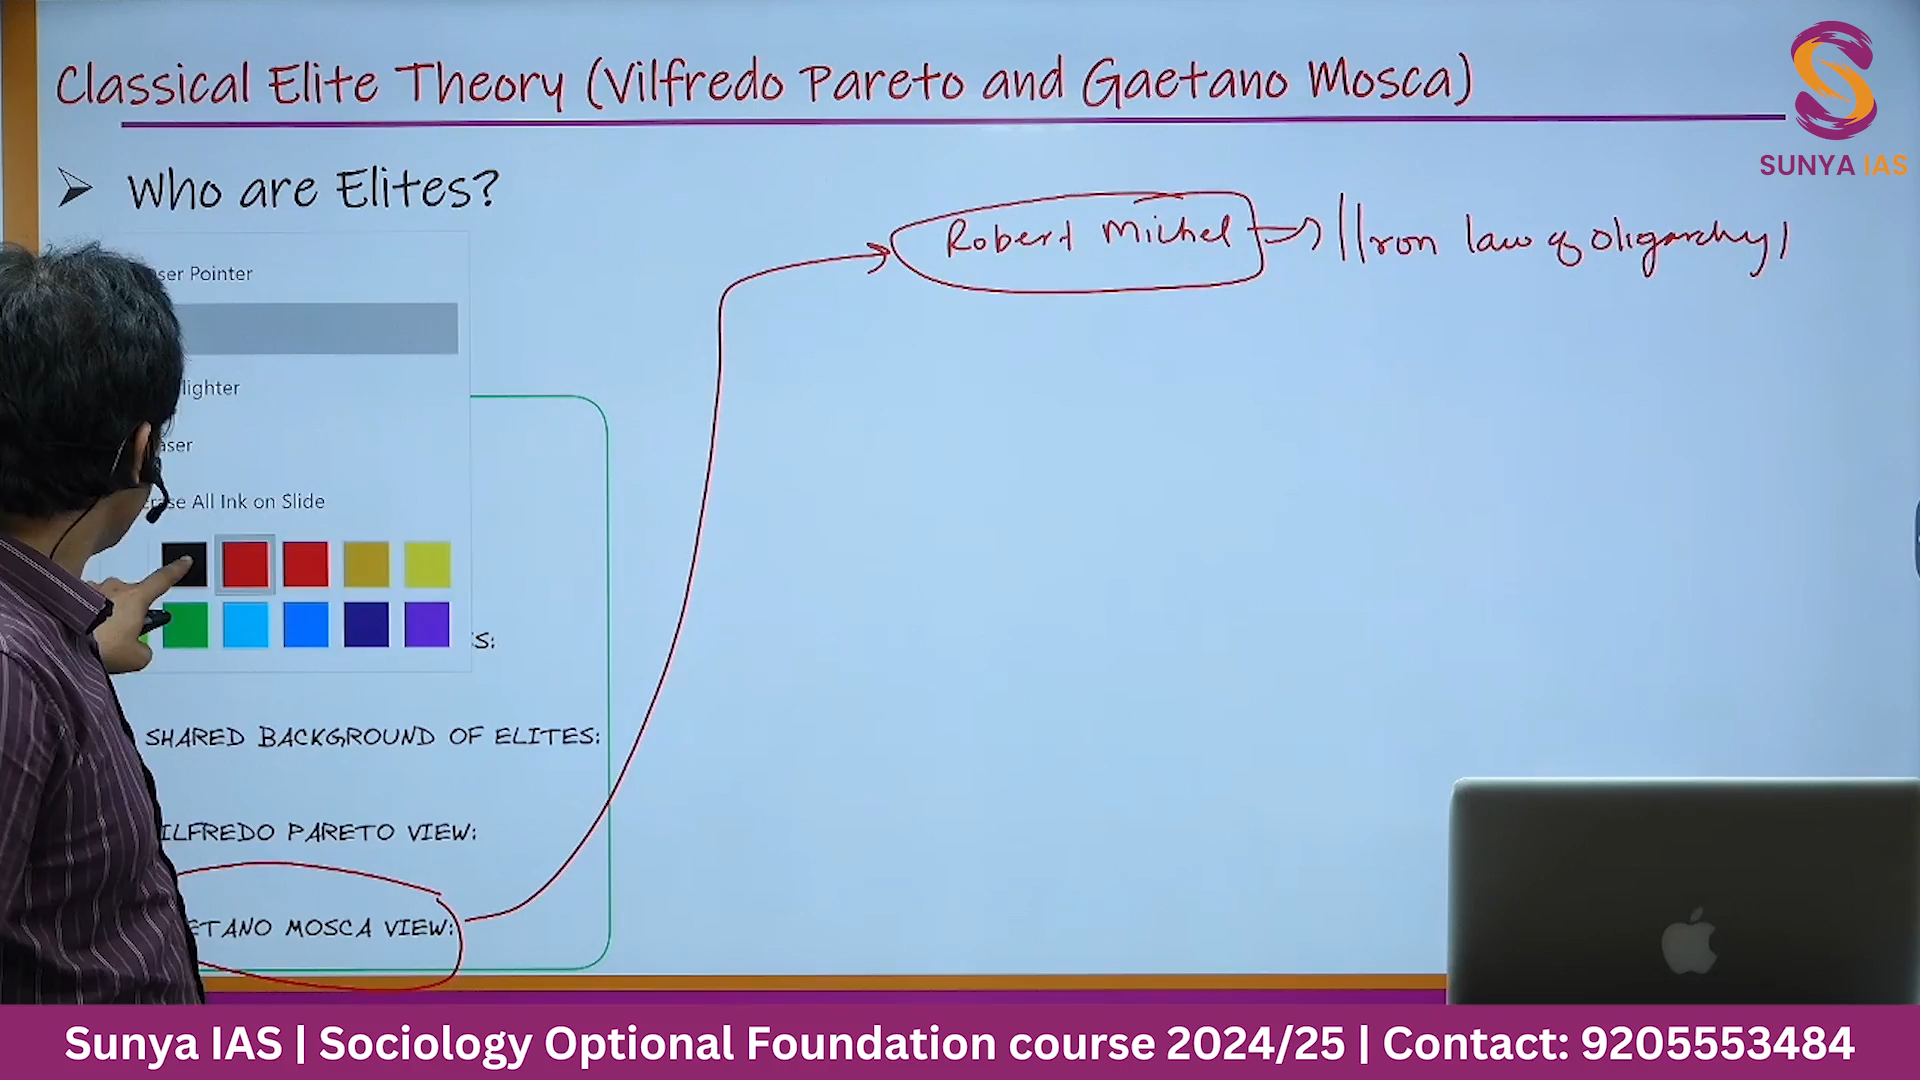 Classical Elite Theory (Vilfredo Pareto and Gaetano Mosca)
SUNYA IAS
➤ Who are Elites?
Robert Michel → Iron law of oligarchy
ser Pointer
lighter
aser
Erase All Ink on Slide
S:
SHARED BACKGROUND OF ELITES:
ILFREDO PARETO VIEW:
ETANO MOSCA VIEW:
Sunya IAS | Sociology Optional Foundation course 2024/25 | Contact: 9205553484